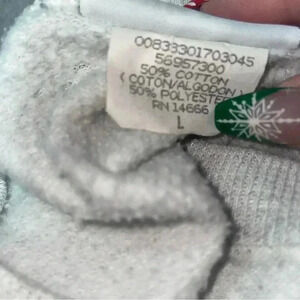 00833301703045
56957300
50% COTTON
(COTON/ALGODON)
50% POLYESTER
RN 14666
L